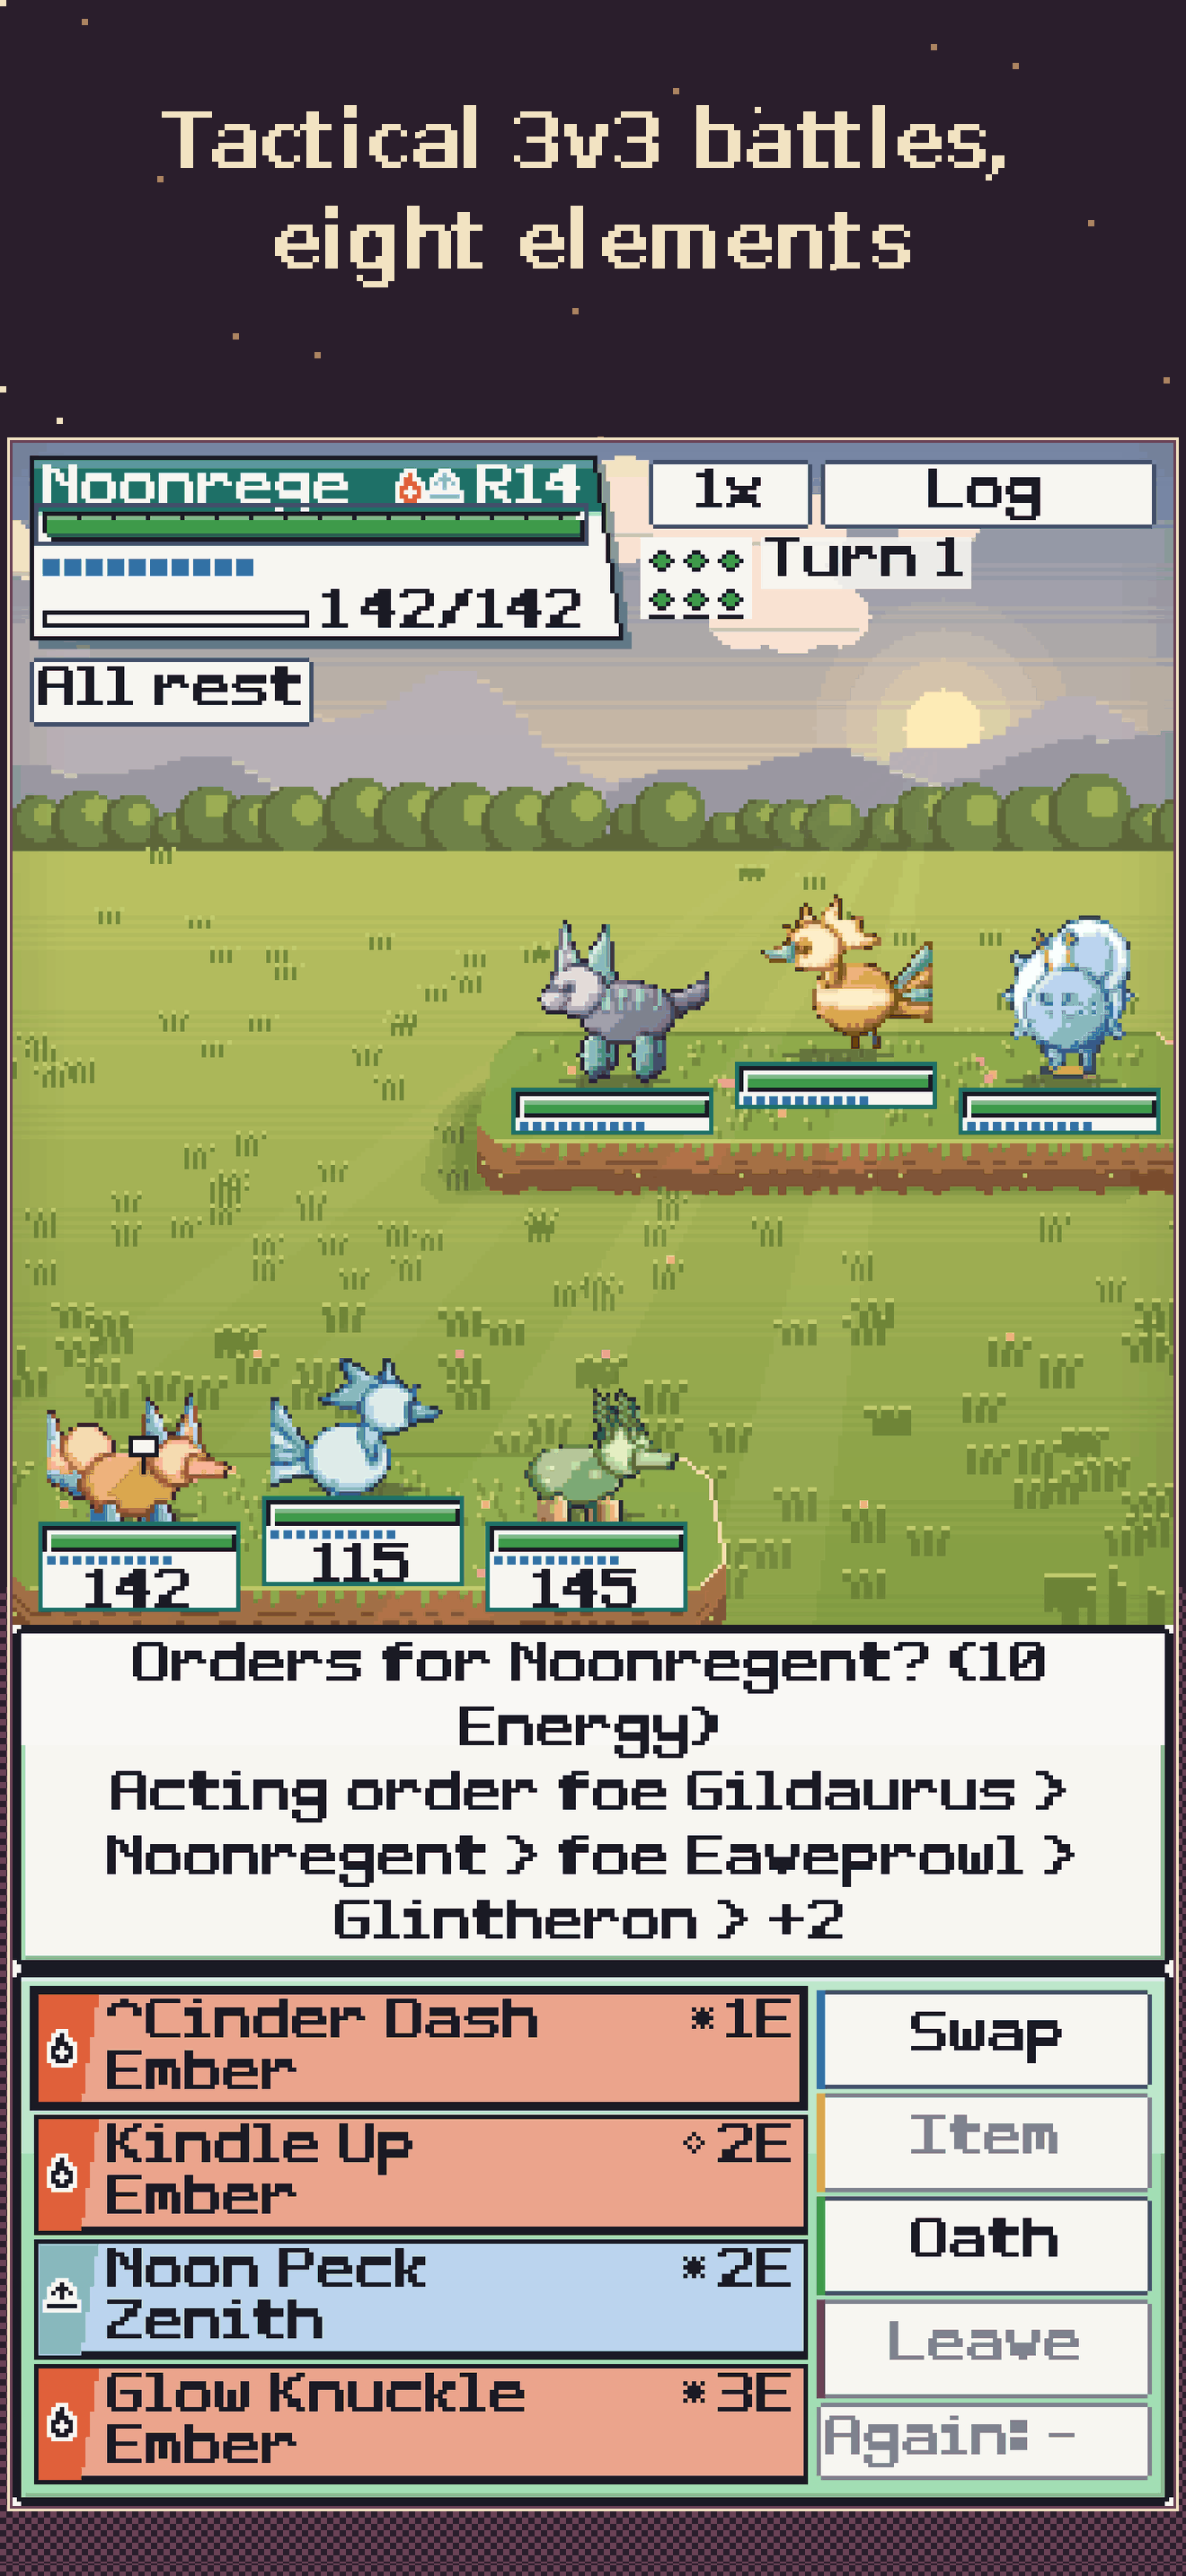 Tactical 3v3 battles,
eight elements
Noonrege R14
142/142
1x
Log
Turn 1
All rest
142
115
145
Orders for Noonregent? (10
Energy)
Acting order foe Gildaurus >
Noonregent > foe Eaveprowl >
Glintheron > +2
^Cinder Dash *1E
Ember
Kindle Up ◇2E
Ember
Noon Peck *2E
Zenith
Glow Knuckle *3E
Ember
Swap
Item
Oath
Leave
Again: -